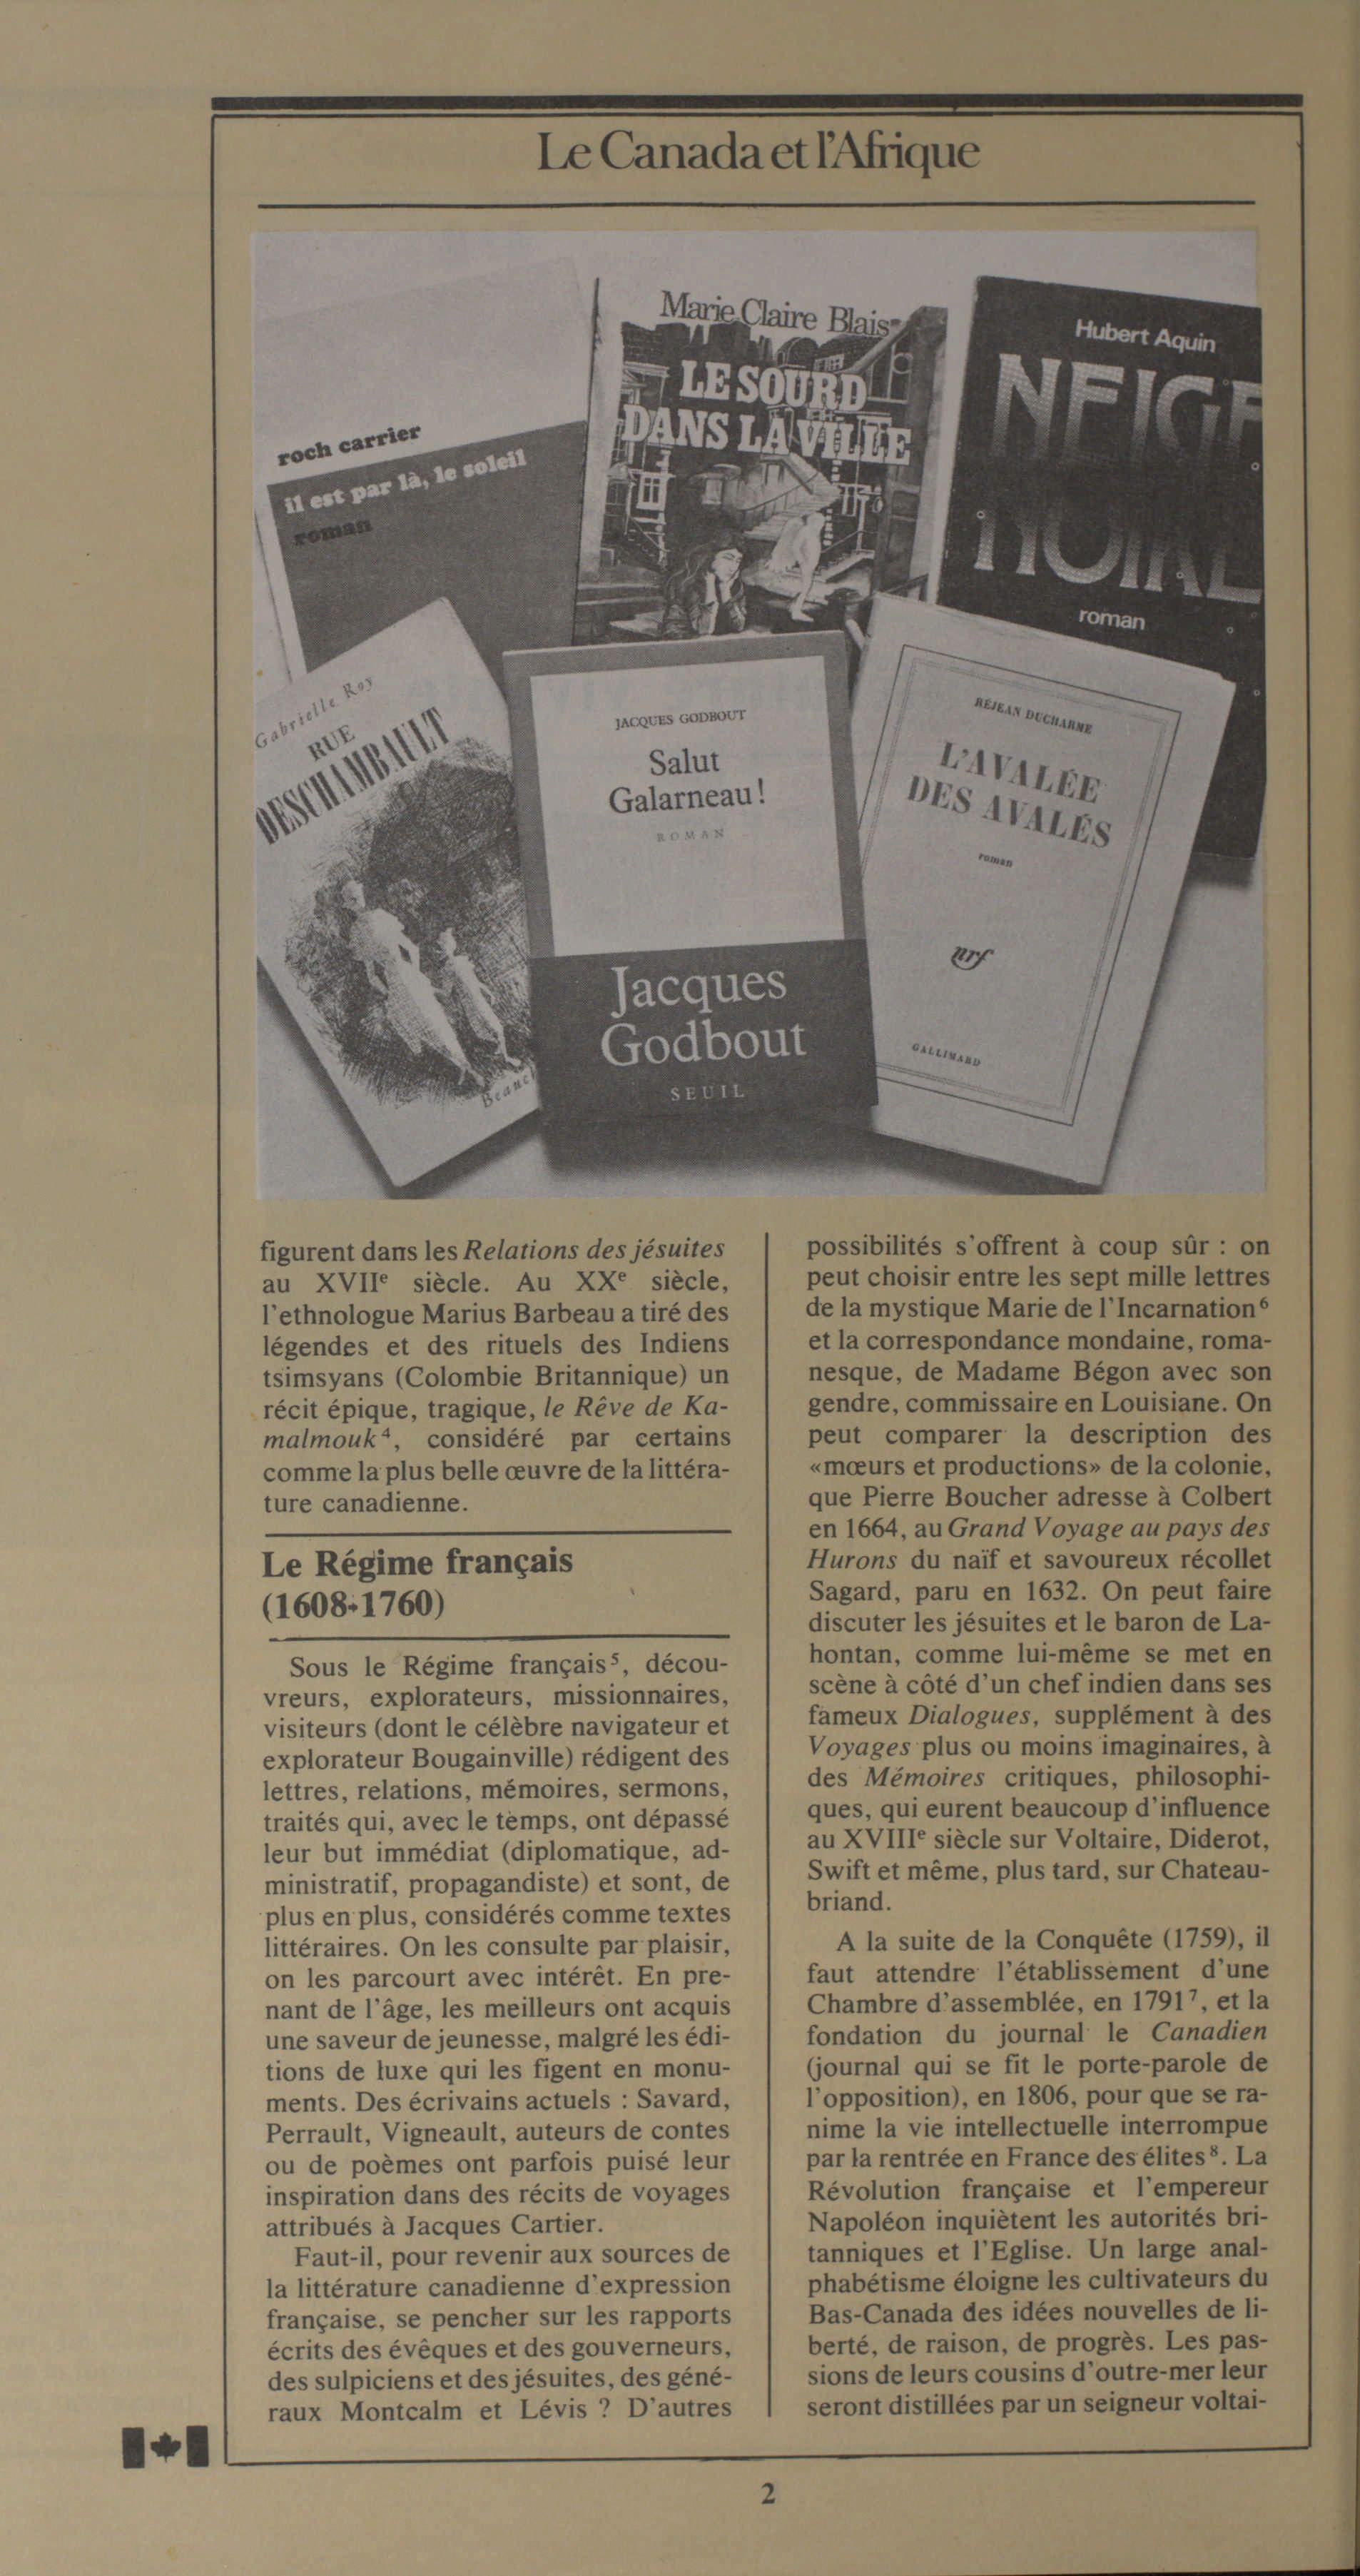 Le Canada et l'Afrique
roch carrier
il est par là, le soleil
roman
Marie-Claire Blais
LE SOURD
DANS LA VILLE
Hubert Aquin
NEIGE
NOIRE
roman
Gabrielle Roy
RUE
DESCHAMBAULT
JACQUES GODBOUT
Salut
Galarneau!
ROMAN
Jacques
Godbout
SEUIL
RÉJEAN DUCHARME
L'AVALÉE
DES AVALÉS
roman
nrf
GALLIMARD
figurent dans les Relations des jésuites
au XVIIe siècle. Au XXe siècle,
l'ethnologue Marius Barbeau a tiré des
légendes et des rituels des Indiens
tsimsyans (Colombie Britannique) un
récit épique, tragique, le Rêve de Ka-
malmouk⁴, considéré par certains
comme la plus belle œuvre de la littéra-
ture canadienne.
Le Régime français
(1608-1760)
Sous le Régime français⁵, décou-
vreurs, explorateurs, missionnaires,
visiteurs (dont le célèbre navigateur et
explorateur Bougainville) rédigent des
lettres, relations, mémoires, sermons,
traités qui, avec le temps, ont dépassé
leur but immédiat (diplomatique, ad-
ministratif, propagandiste) et sont, de
plus en plus, considérés comme textes
littéraires. On les consulte par plaisir,
on les parcourt avec intérêt. En pre-
nant de l'âge, les meilleurs ont acquis
une saveur de jeunesse, malgré les édi-
tions de luxe qui les figent en monu-
ments. Des écrivains actuels : Savard,
Perrault, Vigneault, auteurs de contes
ou de poèmes ont parfois puisé leur
inspiration dans des récits de voyages
attribués à Jacques Cartier.
Faut-il, pour revenir aux sources de
la littérature canadienne d'expression
française, se pencher sur les rapports
écrits des évêques et des gouverneurs,
des sulpiciens et des jésuites, des géné-
raux Montcalm et Lévis ? D'autres
possibilités s'offrent à coup sûr : on
peut choisir entre les sept mille lettres
de la mystique Marie de l'Incarnation⁶
et la correspondance mondaine, roma-
nesque, de Madame Bégon avec son
gendre, commissaire en Louisiane. On
peut comparer la description des
«mœurs et productions» de la colonie,
que Pierre Boucher adresse à Colbert
en 1664, au Grand Voyage au pays des
Hurons du naïf et savoureux récollet
Sagard, paru en 1632. On peut faire
discuter les jésuites et le baron de La-
hontan, comme lui-même se met en
scène à côté d'un chef indien dans ses
fameux Dialogues, supplément à des
Voyages plus ou moins imaginaires, à
des Mémoires critiques, philosophi-
ques, qui eurent beaucoup d'influence
au XVIIIe siècle sur Voltaire, Diderot,
Swift et même, plus tard, sur Chateau-
briand.
A la suite de la Conquête (1759), il
faut attendre l'établissement d'une
Chambre d'assemblée, en 1791⁷, et la
fondation du journal le Canadien
(journal qui se fit le porte-parole de
l'opposition), en 1806, pour que se ra-
nime la vie intellectuelle interrompue
par la rentrée en France des élites⁸. La
Révolution française et l'empereur
Napoléon inquiètent les autorités bri-
tanniques et l'Eglise. Un large anal-
phabétisme éloigne les cultivateurs du
Bas-Canada des idées nouvelles de li-
berté, de raison, de progrès. Les pas-
sions de leurs cousins d'outre-mer leur
seront distillées par un seigneur voltai-
2